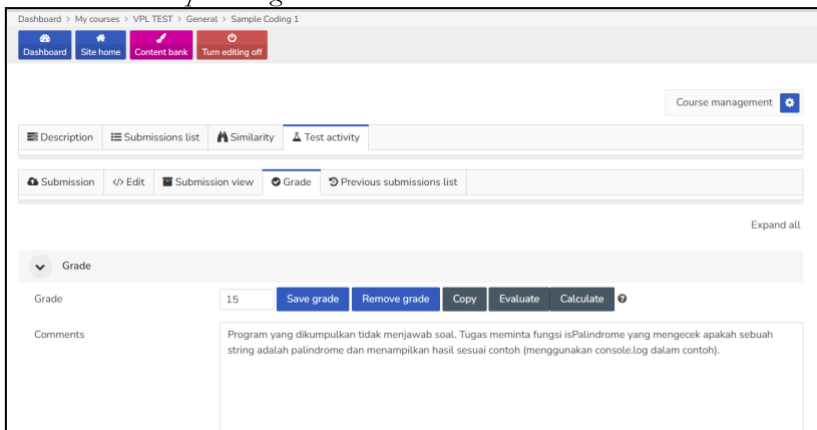 Dashboard > My courses > VPL TEST > General > Sample Coding 1
Dashboard Site home Content bank Turn editing off
Course management
Description Submissions list Similarity Test activity
Submission </> Edit Submission view Grade Previous submissions list
Expand all
Grade
Grade 15 Save grade Remove grade Copy Evaluate Calculate
Comments Program yang dikumpulkan tidak menjawab soal. Tugas meminta fungsi isPalindrome yang mengecek apakah sebuah
string adalah palindrome dan menampilkan hasil sesuai contoh (menggunakan console.log dalam contoh).